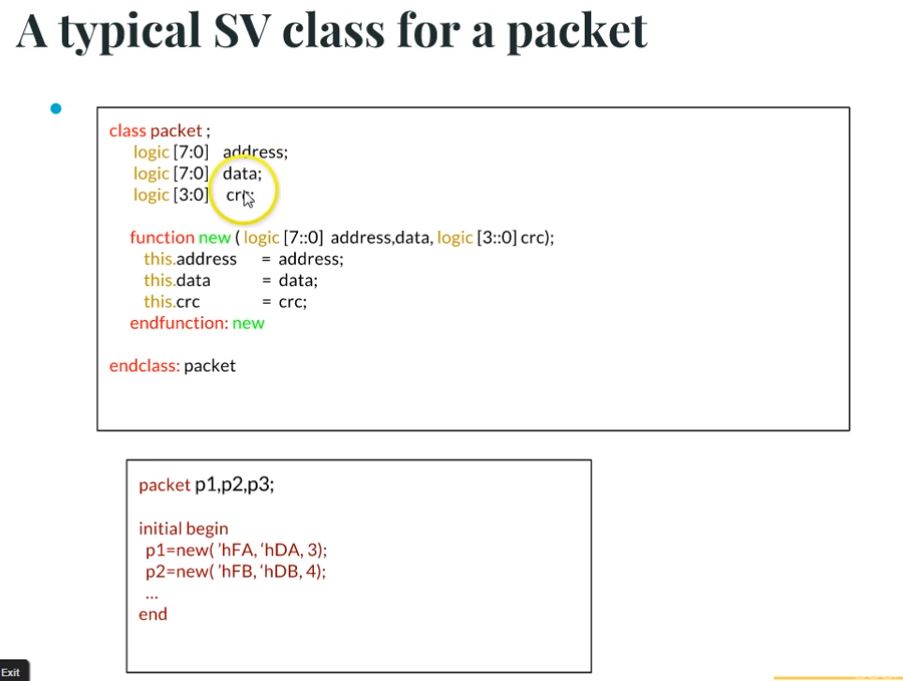 A typical SV class for a packet
class packet ;
logic [7:0] address;
logic [7:0] data;
logic [3:0] crc;
function new ( logic [7::0] address,data, logic [3::0] crc);
this.address = address;
this.data = data;
this.crc = crc;
endfunction: new
endclass: packet
packet p1,p2,p3;
initial begin
p1=new( 'hFA, ‘hDA, 3);
p2=new( 'hFB, ‘hDB, 4);
...
end
Exit